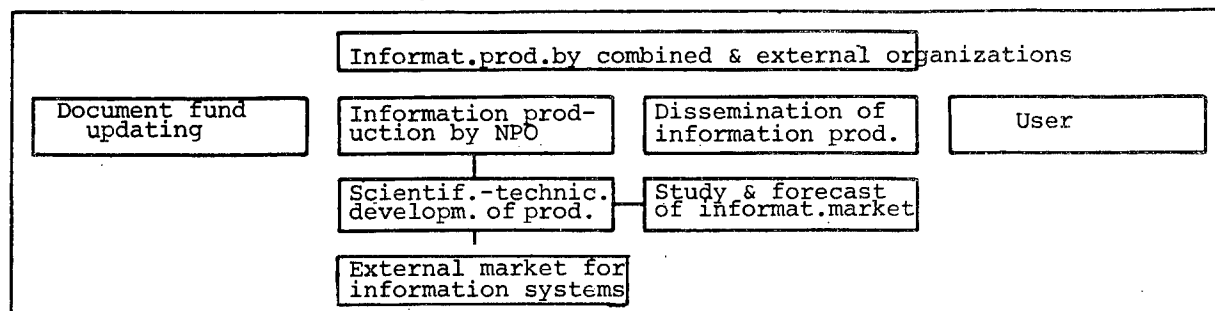 Informat.prod.by combined & external organizations
Document fund
updating
Information prod-
uction by NPO
Dissemination of
information prod.
User
Scientif.-technic.
developm. of prod.
Study & forecast
of informat.market
External market for
information systems